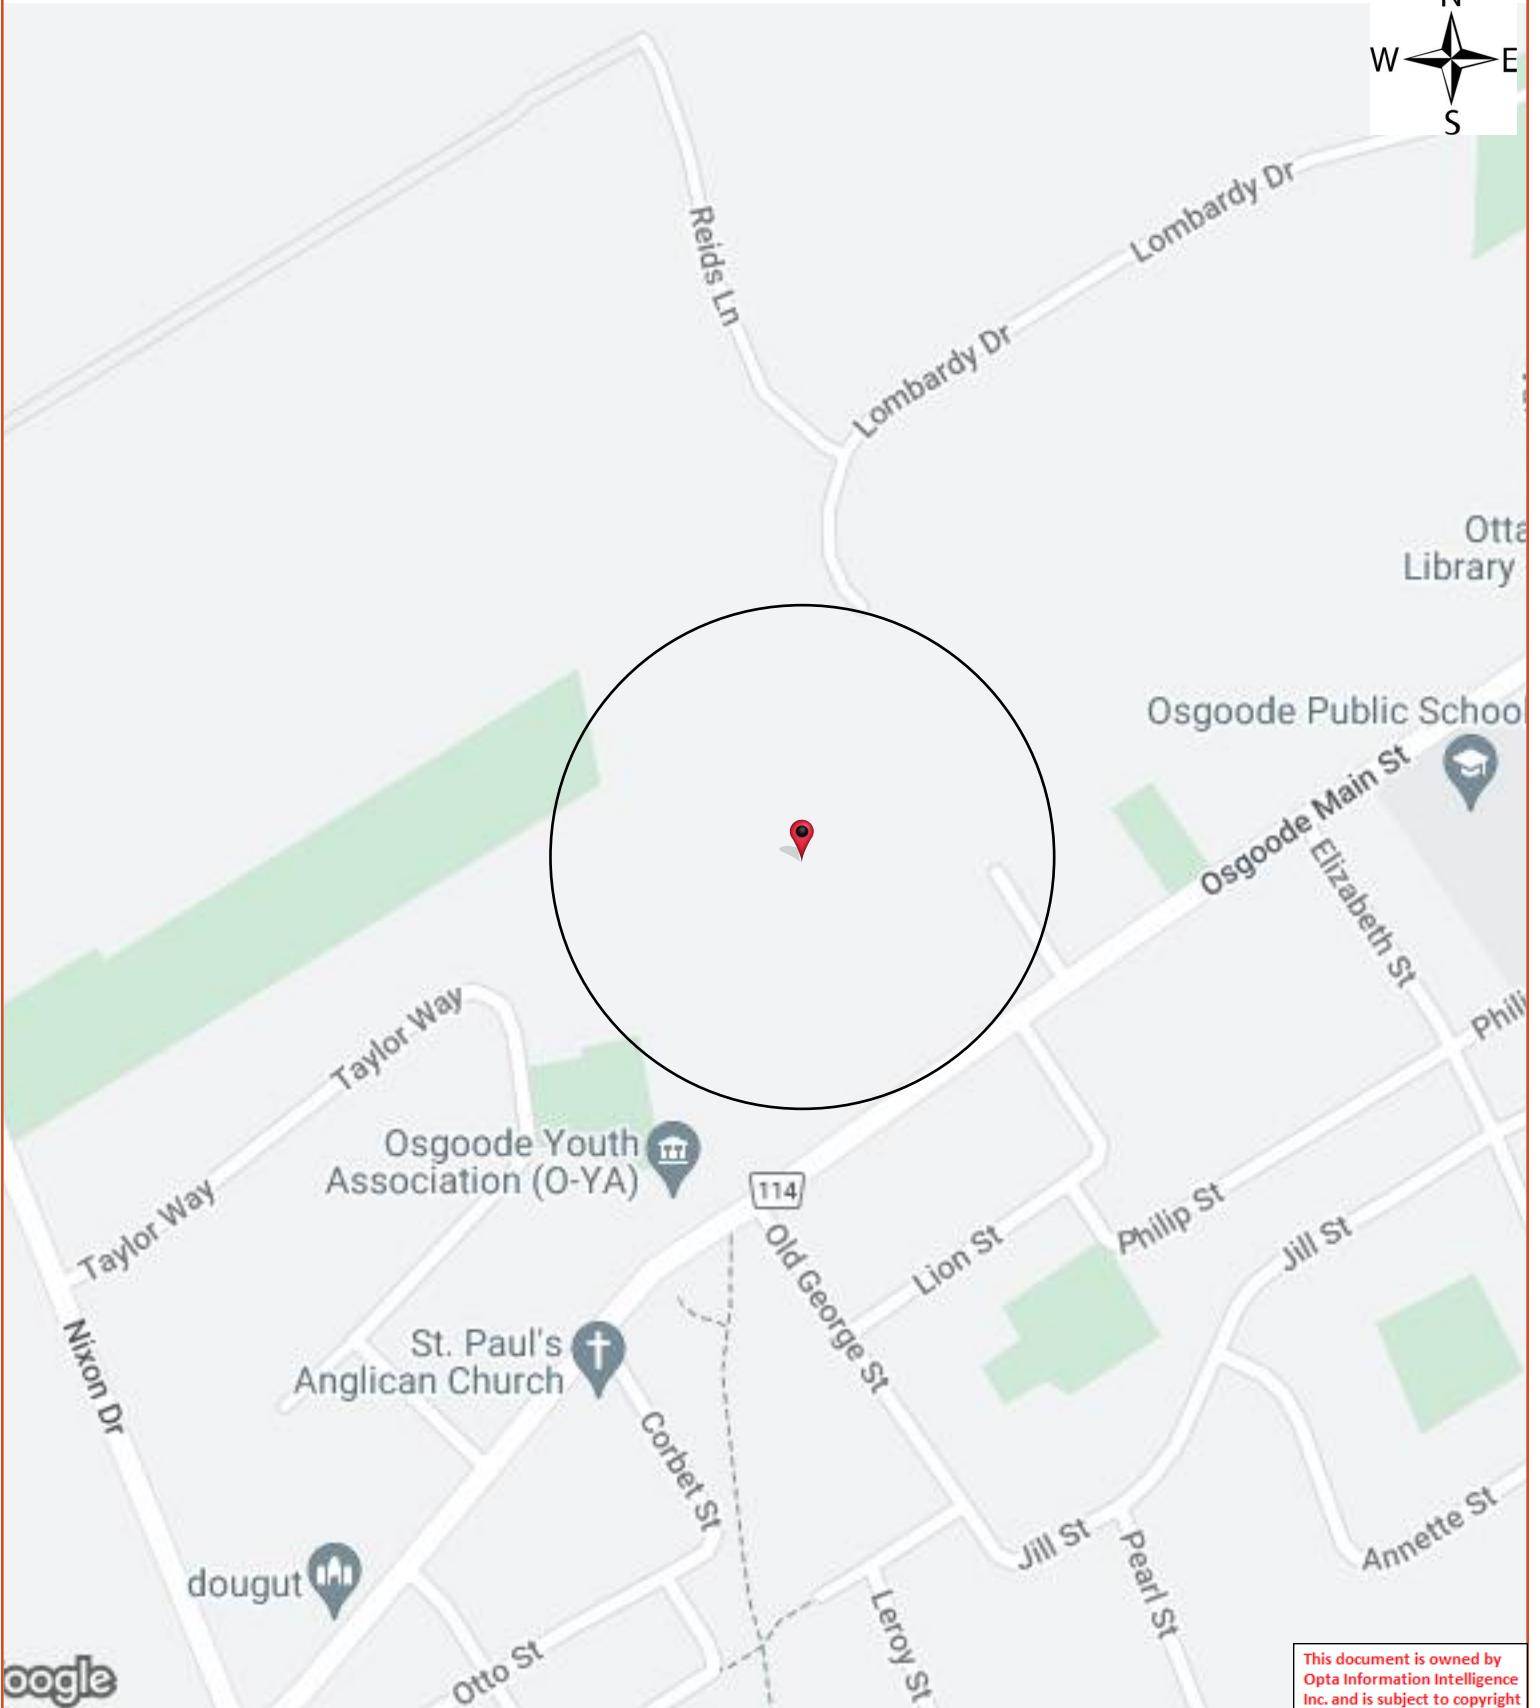 N
W E
S
Reids Ln
Lombardy Dr
Lombardy Dr
Otta
Library
Osgoode Public School
Osgoode Main St
Elizabeth St
Phili
Taylor Way
Osgoode Youth
Association (O-YA)
114
Taylor Way
Philip St
Lion St
Jill St
Old George St
Nixon Dr
St. Paul's
Anglican Church
Corbet St
Annette St
Jill St
Pearl St
dougut
Leroy St
Otto St
oogle
This document is owned by
Opta Information Intelligence
Inc. and is subject to copyright